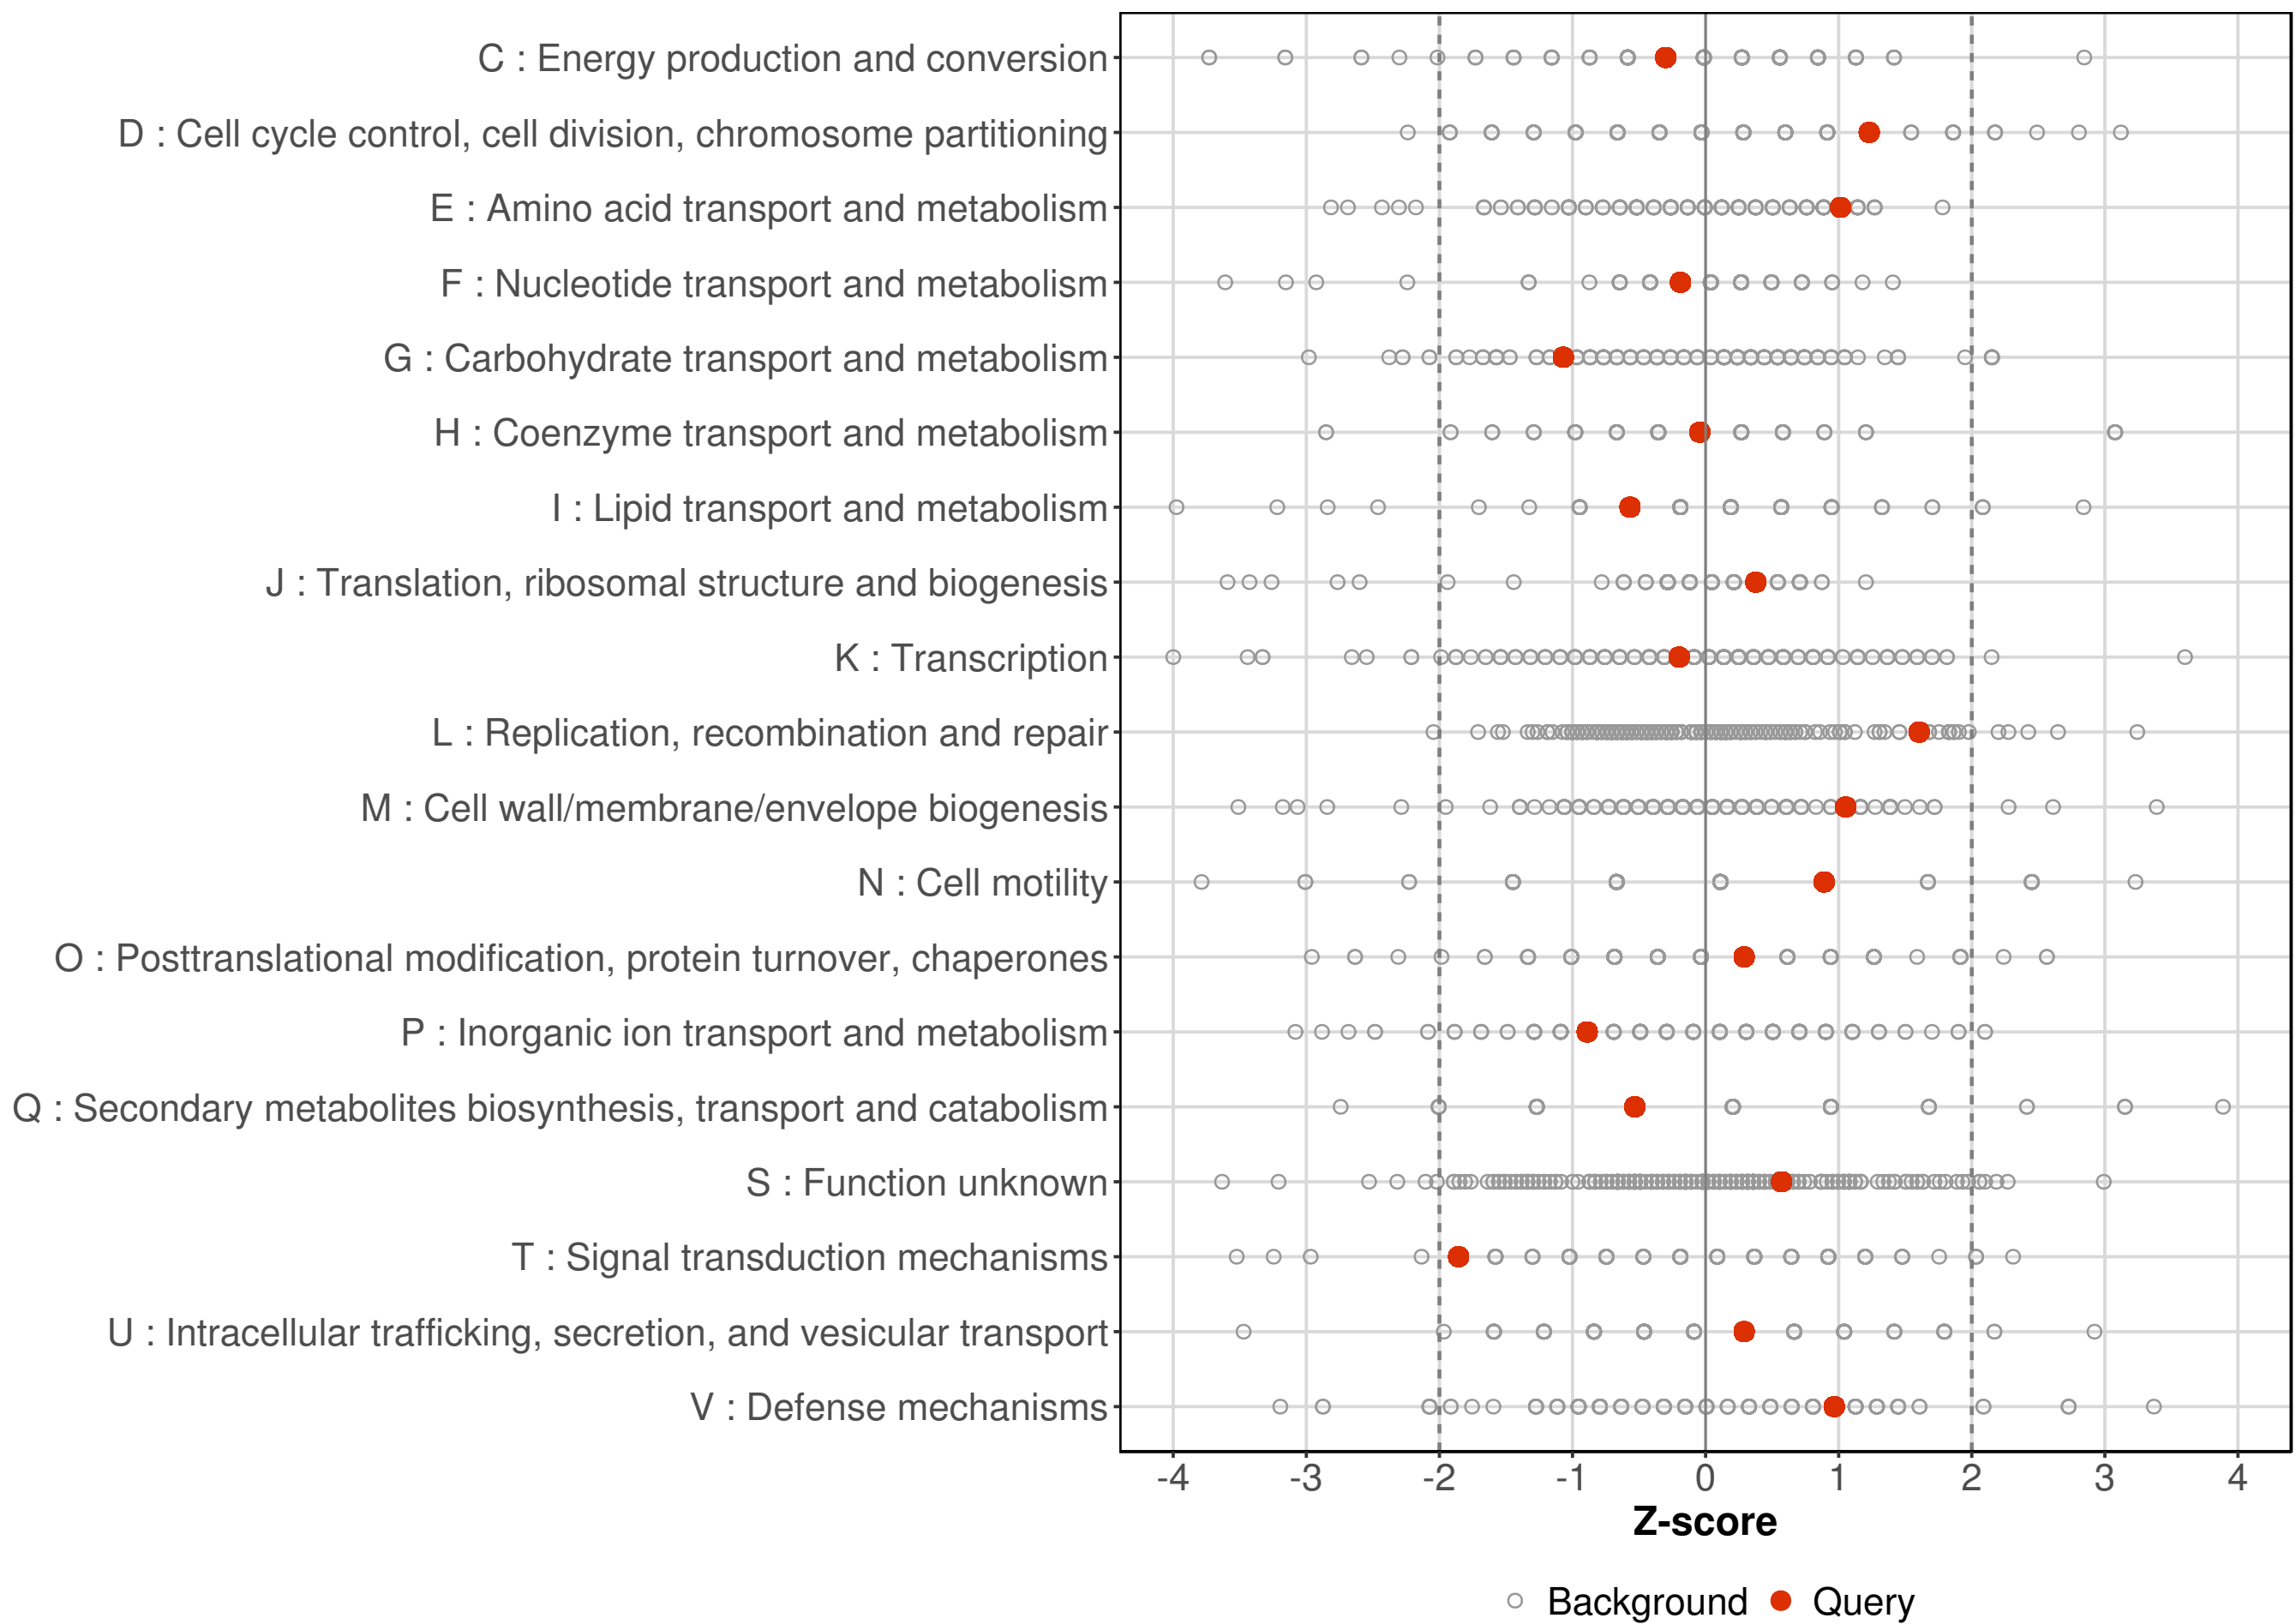 C : Energy production and conversion
D : Cell cycle control, cell division, chromosome partitioning
E : Amino acid transport and metabolism
F : Nucleotide transport and metabolism
G : Carbohydrate transport and metabolism
H : Coenzyme transport and metabolism
I : Lipid transport and metabolism
J : Translation, ribosomal structure and biogenesis
K : Transcription
L : Replication, recombination and repair
M : Cell wall/membrane/envelope biogenesis
N : Cell motility
O : Posttranslational modification, protein turnover, chaperones
P : Inorganic ion transport and metabolism
Q : Secondary metabolites biosynthesis, transport and catabolism
S : Function unknown
T : Signal transduction mechanisms
U : Intracellular trafficking, secretion, and vesicular transport
V : Defense mechanisms
-4 -3 -2 -1 0 1 2 3 4
Z-score
Background Query